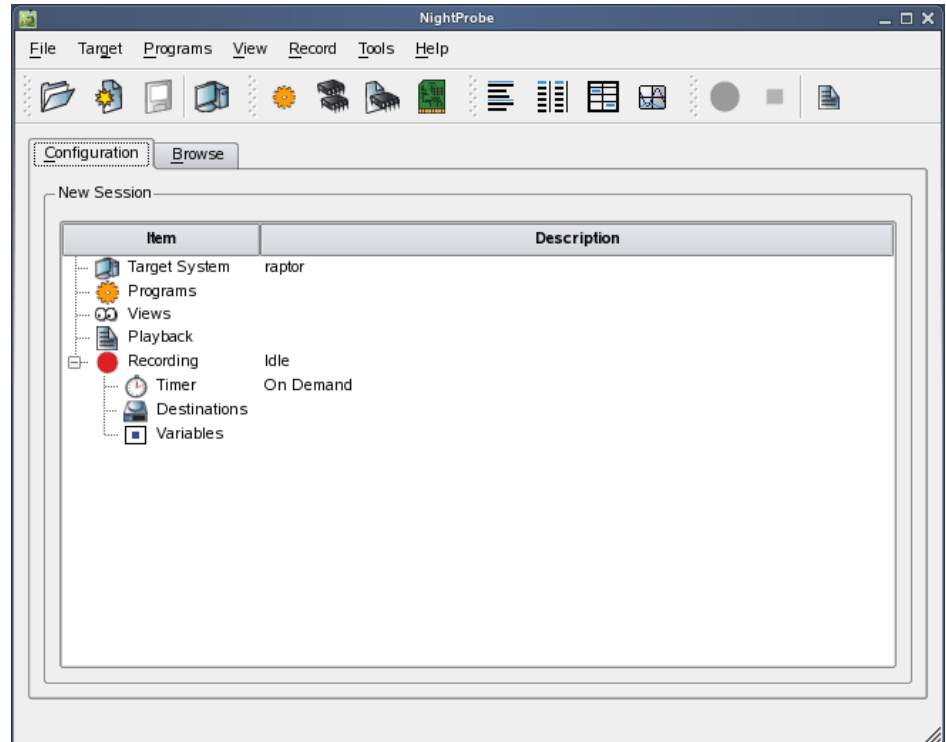 NightProbe
File Target Programs View Record Tools Help
Configuration Browse
New Session
Item Description
Target System raptor
Programs
Views
Playback
Recording Idle
Timer On Demand
Destinations
Variables